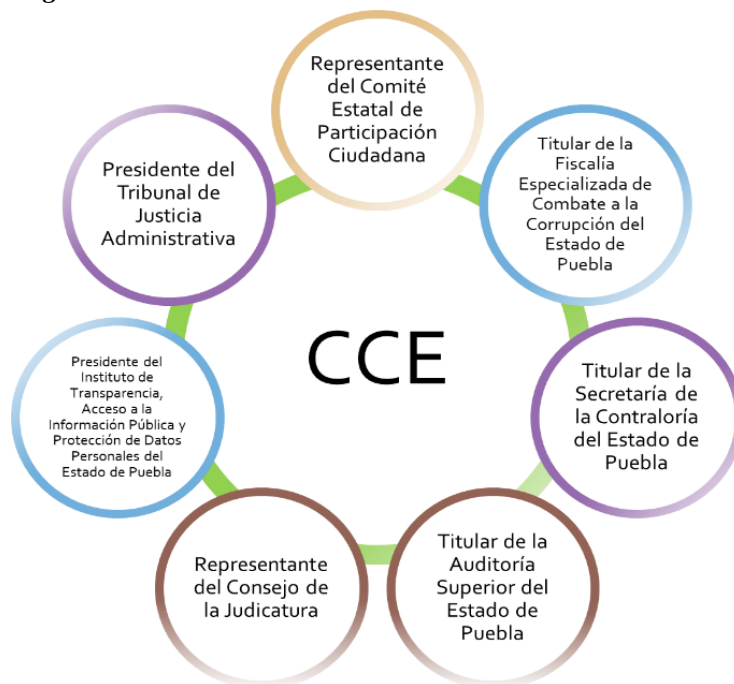 Representante
del Comité
Estatal de
Participación
Ciudadana
Titular de la
Fiscalía
Especializada de
Combate a la
Corrupción del
Estado de
Puebla
Titular de la
Secretaría de
la Contraloría
del Estado de
Puebla
Titular de la
Auditoría
Superior del
Estado de
Puebla
Representante
del Consejo de
la Judicatura
Presidente del
Instituto de
Transparencia,
Acceso a la
Información Pública y
Protección de Datos
Personales del
Estado de Puebla
Presidente del
Tribunal de
Justicia
Administrativa
CCE